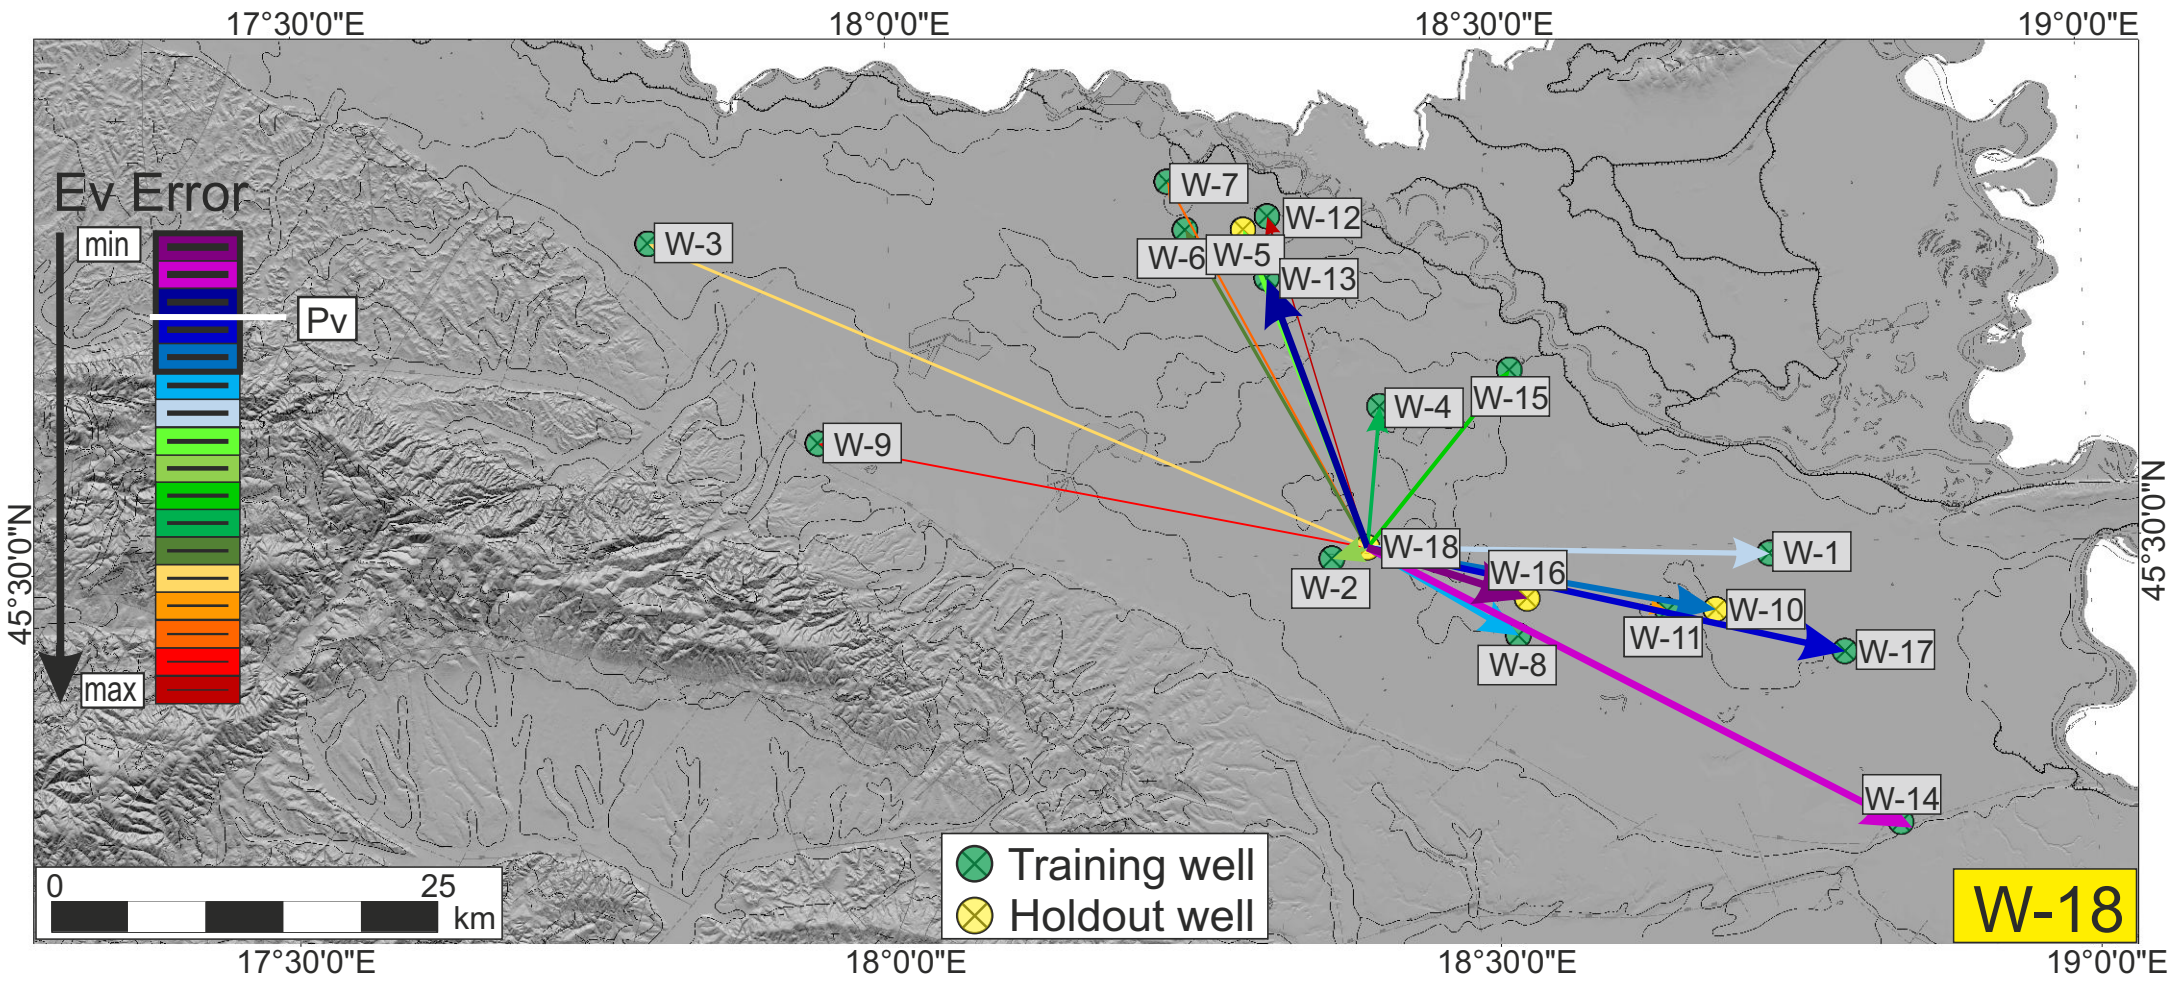 17°30'0"E
18°0'0"E
18°30'0"E
19°0'0"E
Ev Error
min
Pv
max
W-7
W-12
W-3
W-6
W-5
W-13
W-15
W-4
W-9
W-18
W-1
W-16
W-2
W-10
W-11
W-17
W-8
W-14
45°30'0"N
45°30'0"N
0
25
km
Training well
Holdout well
W-18
17°30'0"E
18°0'0"E
18°30'0"E
19°0'0"E